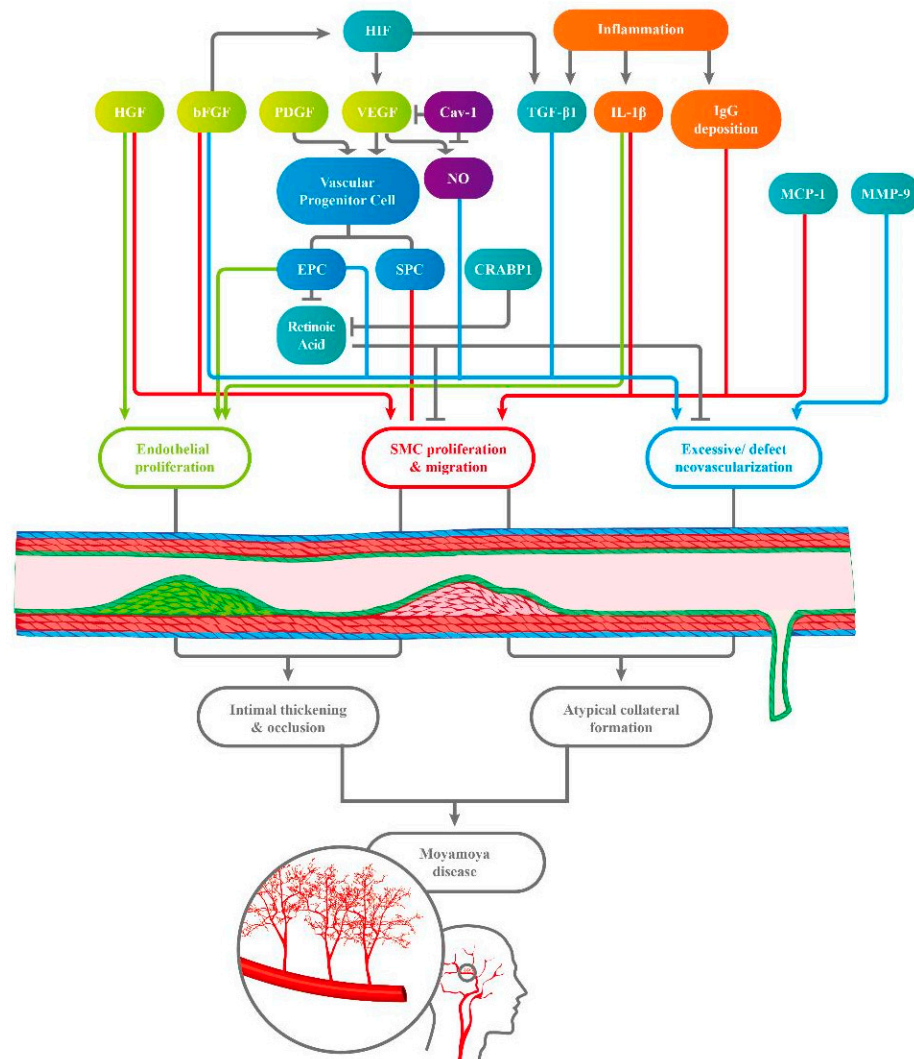 HIF
Inflammation
HGF
bFGF
PDGF
VEGF
Cav-1
TGF-β1
IL-1β
IgG
deposition
Vascular
Progenitor Cell
NO
MCP-1
MMP-9
EPC
SPC
CRABP1
Retinoic
Acid
Endothelial
proliferation
SMC proliferation
& migration
Excessive/ defect
neovascularization
Intimal thickening
& occlusion
Atypical collateral
formation
Moyamoya
disease